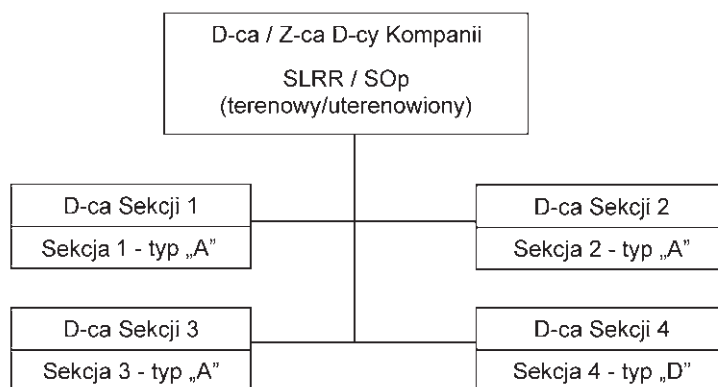 D-ca / Z-ca D-cy Kompanii
SLRR / SOp
(terenowy/uterenowiony)
D-ca Sekcji 1
Sekcja 1 - typ „A”
D-ca Sekcji 2
Sekcja 2 - typ „A”
D-ca Sekcji 3
Sekcja 3 - typ „A”
D-ca Sekcji 4
Sekcja 4 - typ „D”